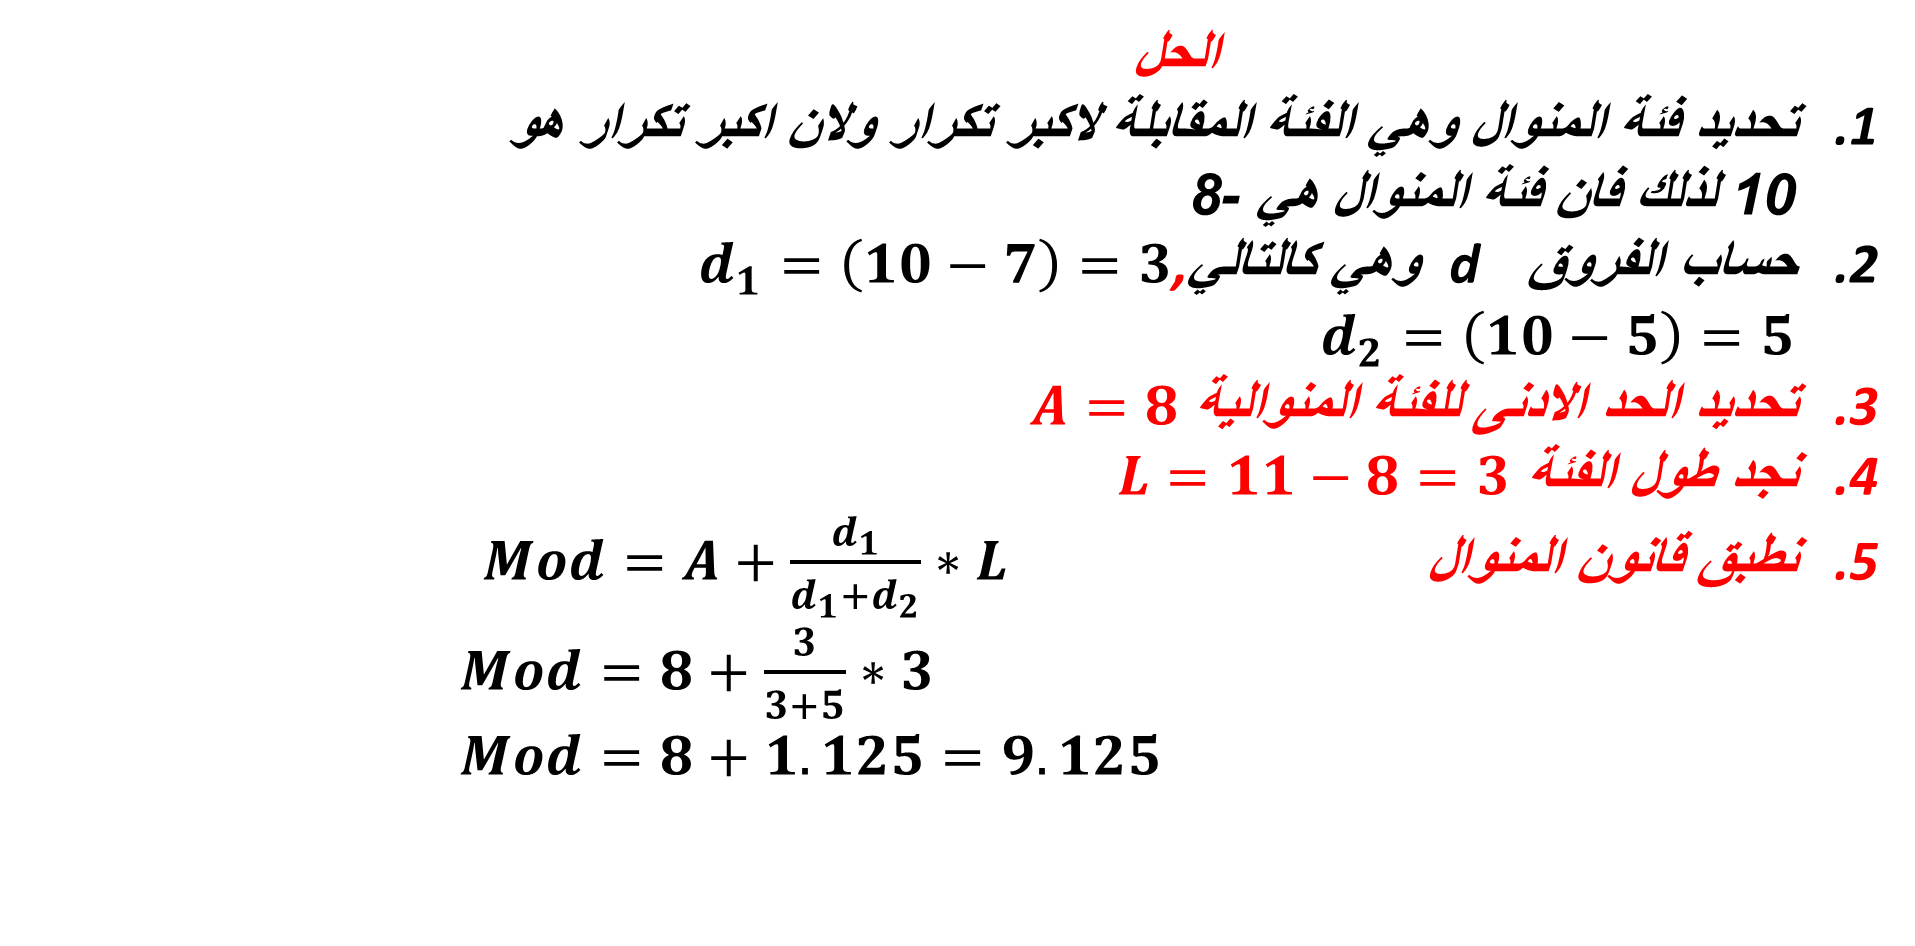 الحل
1. تحديد فئة المنوال وهي الفئة المقابلة لاكبر تكرار ولان اكبر تكرار هو
10 لذلك فان فئة المنوال هي -8
2. حساب الفروق d وهي كالتالي, d₁ = (10 − 7) = 3
d₂ = (10 − 5) = 5
3. تحديد الحد الادنى للفئة المنوالية A = 8
4. نجد طول الفئة L = 11 − 8 = 3
5. نطبق قانون المنوال Mod = A + d₁/(d₁+d₂) * L
Mod = 8 + 3/(3+5) * 3
Mod = 8 + 1.125 = 9.125